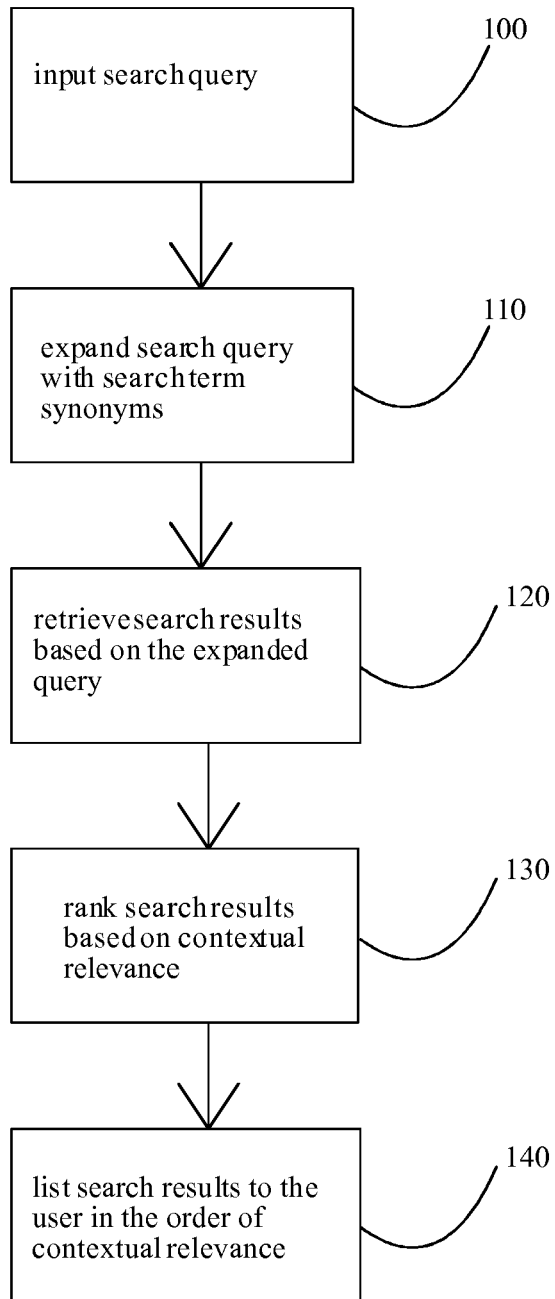 100
input search query
110
expand search query
with search term
synonyms
120
retrieve search results
based on the expanded
query
130
rank search results
based on contextual
relevance
140
list search results to the
user in the order of
contextual relevance